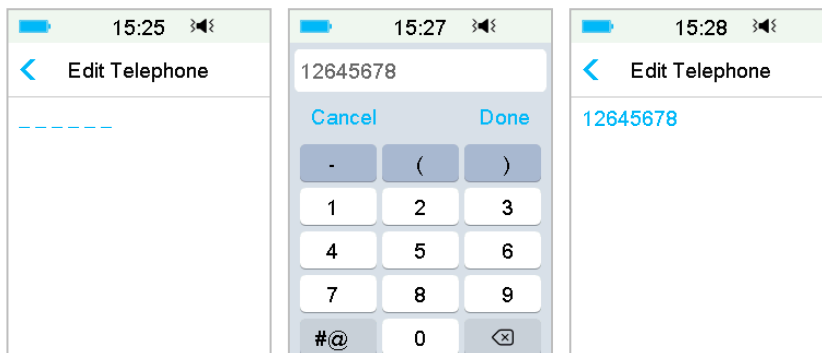 15:25
Edit Telephone
_ _ _ _ _ _
15:27
12645678
Cancel Done
- ( )
1 2 3
4 5 6
7 8 9
#@ 0
15:28
Edit Telephone
12645678